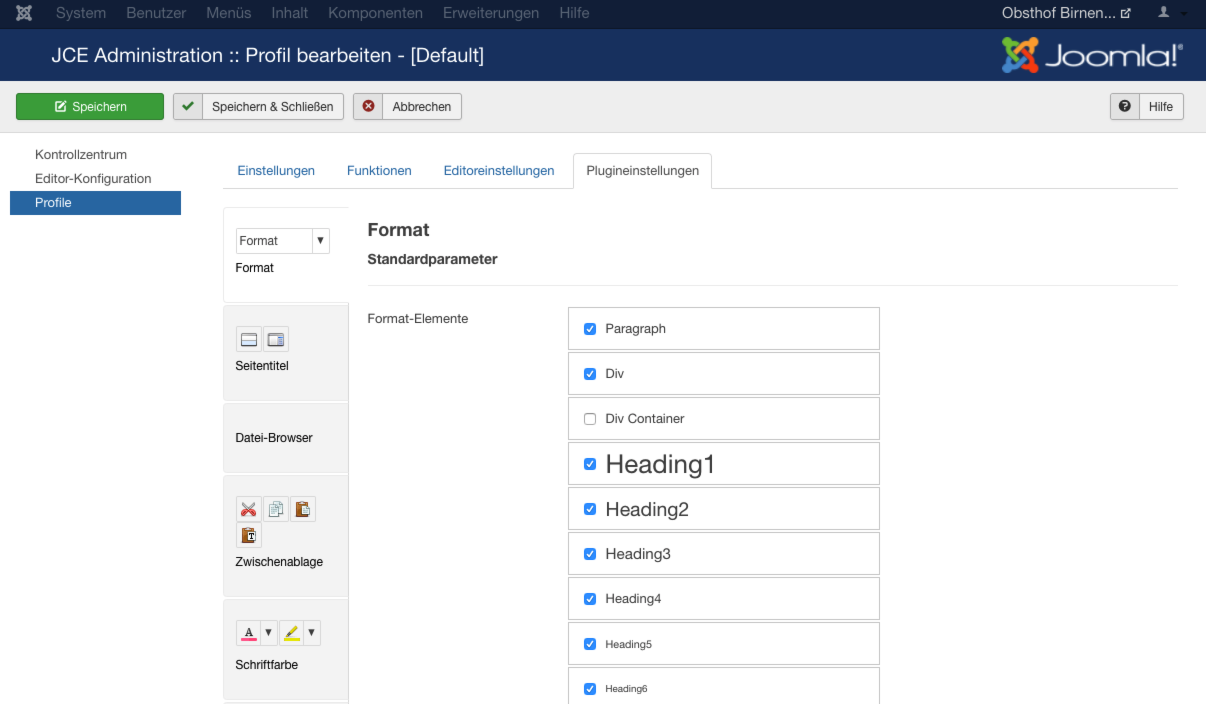 System Benutzer Menüs Inhalt Komponenten Erweiterungen Hilfe Obsthof Birnen...
JCE Administration :: Profil bearbeiten - [Default] Joomla!®
Speichern Speichern & Schließen Abbrechen Hilfe
Kontrollzentrum
Editor-Konfiguration
Profile
Einstellungen Funktionen Editoreinstellungen Plugineinstellungen
Format
Format
Seitentitel
Datei-Browser
Zwischenablage
A
Schriftfarbe
Format
Standardparameter
Format-Elemente
Paragraph
Div
Div Container
Heading1
Heading2
Heading3
Heading4
Heading5
Heading6